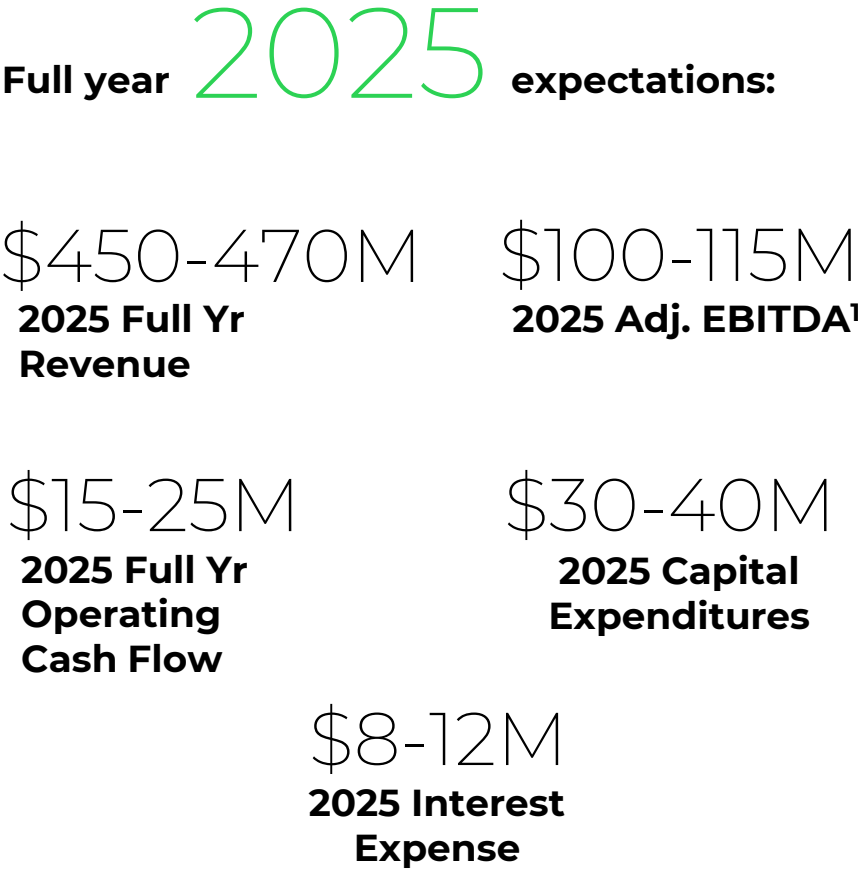 Full year 2025 expectations:
$450-470M
2025 Full Yr
Revenue
$100-115M
2025 Adj. EBITDA¹
$15-25M
2025 Full Yr
Operating
Cash Flow
$30-40M
2025 Capital
Expenditures
$8-12M
2025 Interest
Expense